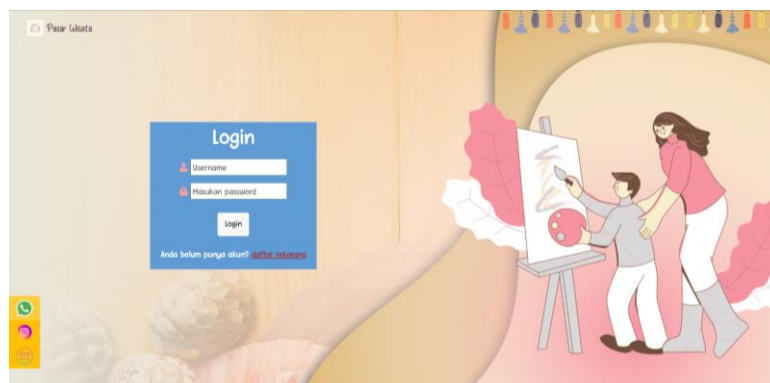 Pasar Wisata
Login
Username
Masukan password
Login
Anda belum punya akun? daftar sekarang